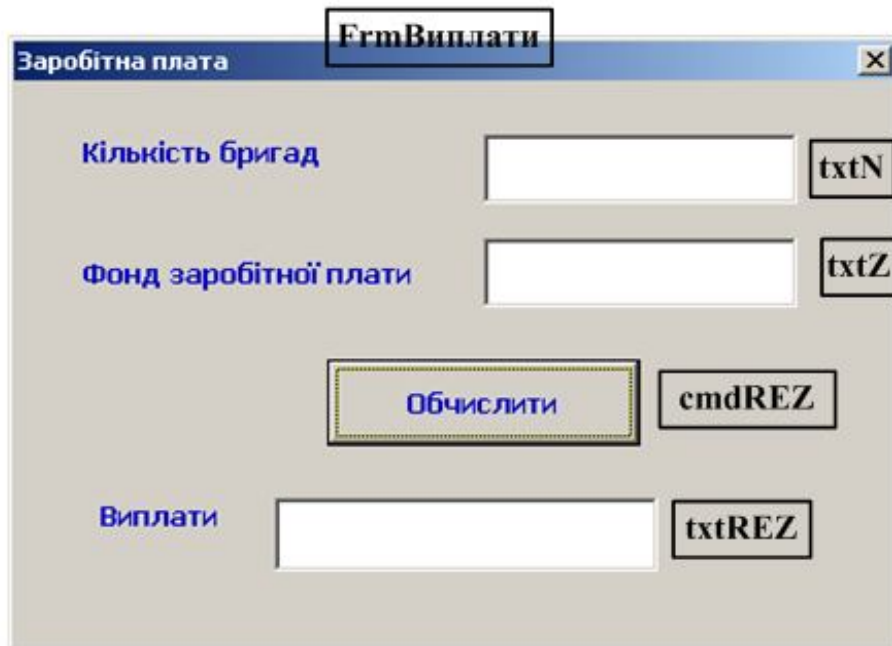 FrmВиплати
Заробітна плата
Кількість бригад
txtN
Фонд заробітної плати
txtZ
Обчислити
cmdREZ
Виплати
txtREZ